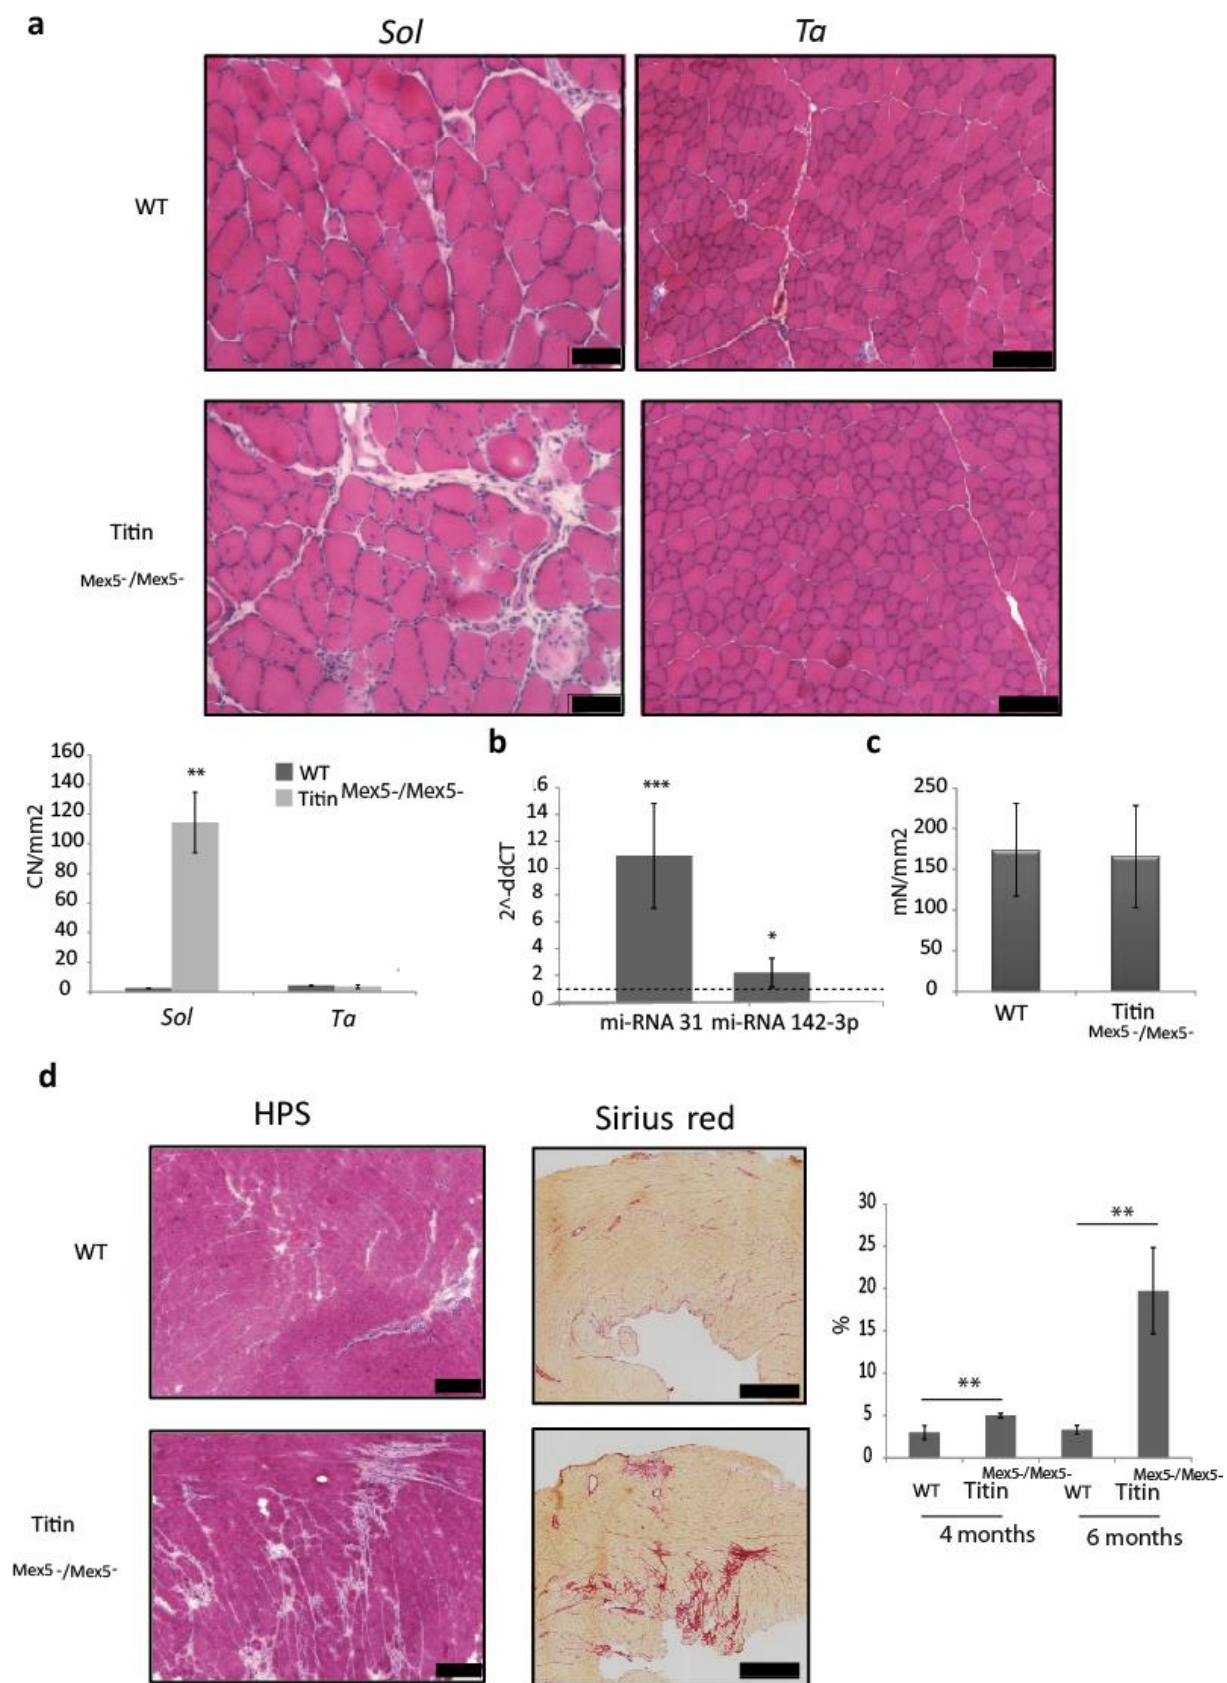 a
Sol Ta
WT
Titin
Mex5-/Mex5-
CN/mm2
160
140
120
100
80
60
40
20
0
**
WT
Titin Mex5-/Mex5-
Sol Ta
b
2^-ddCT
16
14
12
10
8
6
4
2
0
***
*
mi-RNA 31 mi-RNA 142-3p
c
mN/mm2
250
200
150
100
50
0
WT Titin
Mex5-/Mex5-
d
HPS Sirius red
WT
Titin
Mex5-/Mex5-
%
30
25
20
15
10
5
0
**
**
WT Titin Mex5-/Mex5- WT Titin Mex5-/Mex5-
4 months 6 months